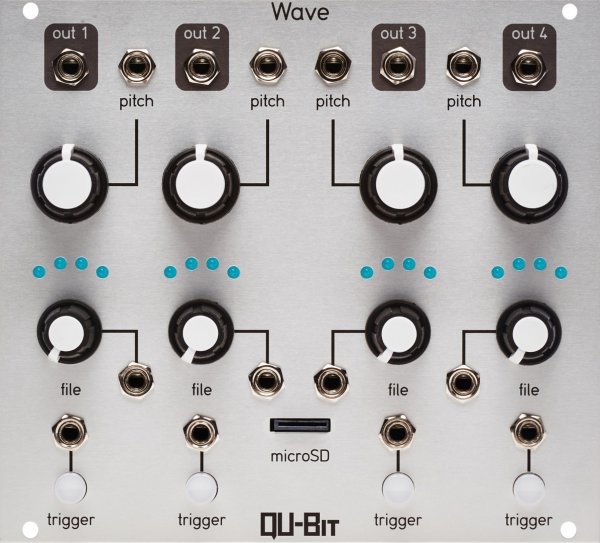 Wave
out 1
out 2
out 3
out 4
pitch
pitch
pitch
pitch
file
file
file
file
microSD
trigger
trigger
QU-BIT
trigger
trigger